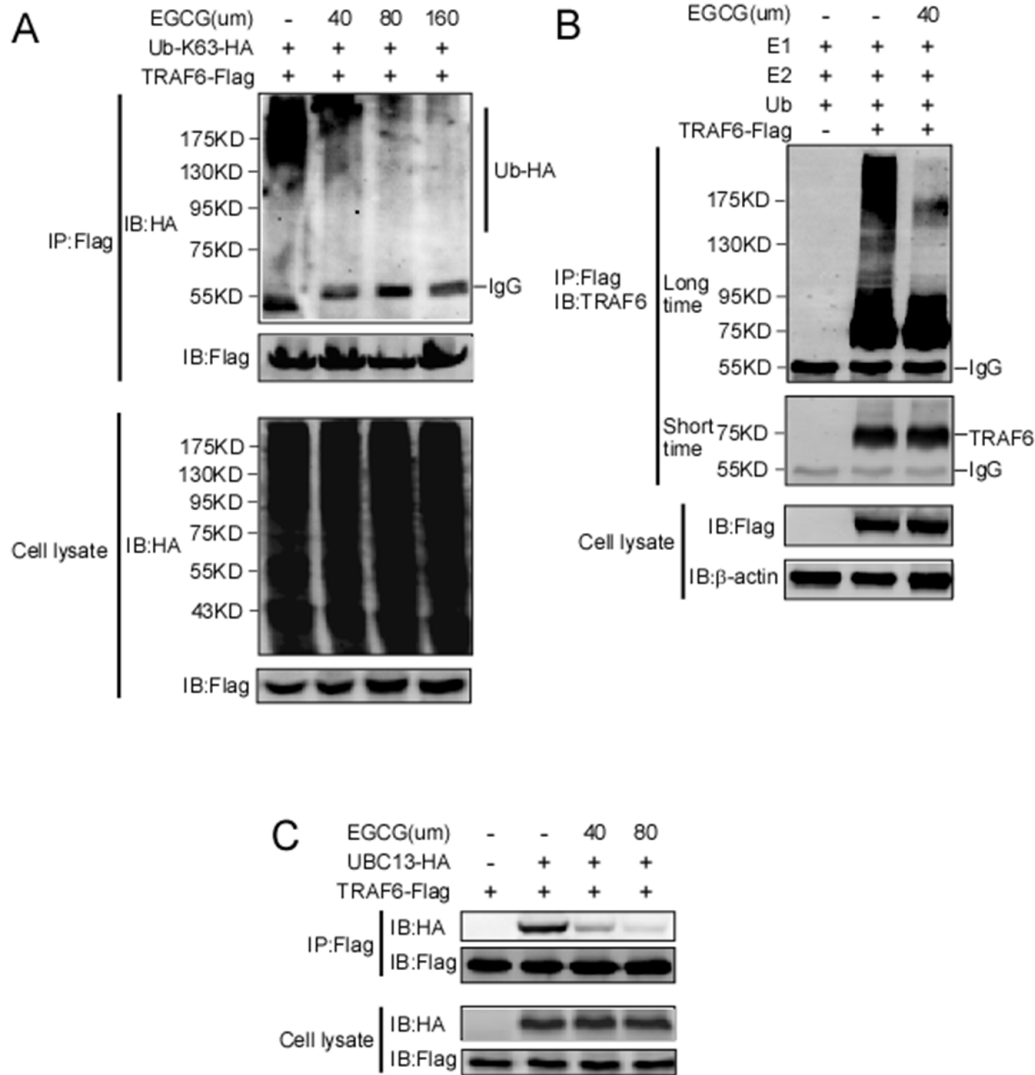 A
EGCG(um) - 40 80 160
Ub-K63-HA + + + +
TRAF6-Flag + + + +
175KD
130KD
95KD
75KD
55KD
IP:Flag
IB:HA
Ub-HA
IgG
IB:Flag
175KD
130KD
95KD
75KD
55KD
43KD
Cell lysate
IB:HA
IB:Flag
B
EGCG(um) - - 40
E1 + + +
E2 + + +
Ub + + +
TRAF6-Flag - + +
175KD
130KD
95KD
75KD
55KD
IP:Flag
IB:TRAF6
Long
time
IgG
Short
time
75KD
55KD
TRAF6
IgG
Cell lysate
IB:Flag
IB:β-actin
C
EGCG(um) - - 40 80
UBC13-HA - + + +
TRAF6-Flag + + + +
IP:Flag
IB:HA
IB:Flag
Cell lysate
IB:HA
IB:Flag